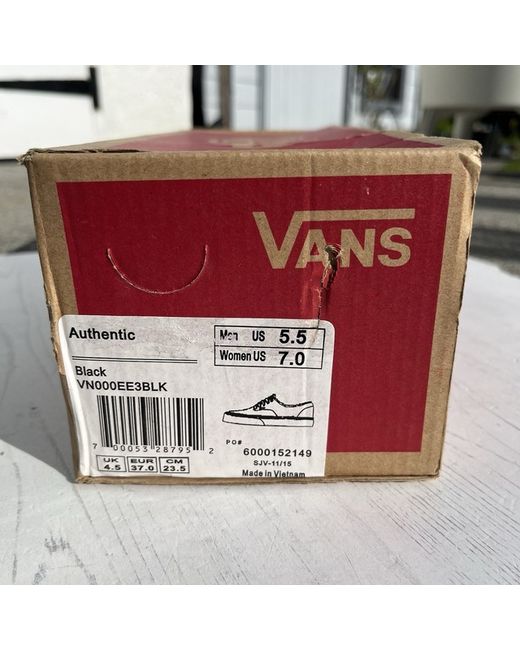 VANS
Authentic
Men US 5.5
Women US 7.0
Black
VN000EE3BLK
7 00053 28795 2
PO#
6000152149
SJV-11/15
Made in Vietnam
UK EUR CM
4.5 37.0 23.5